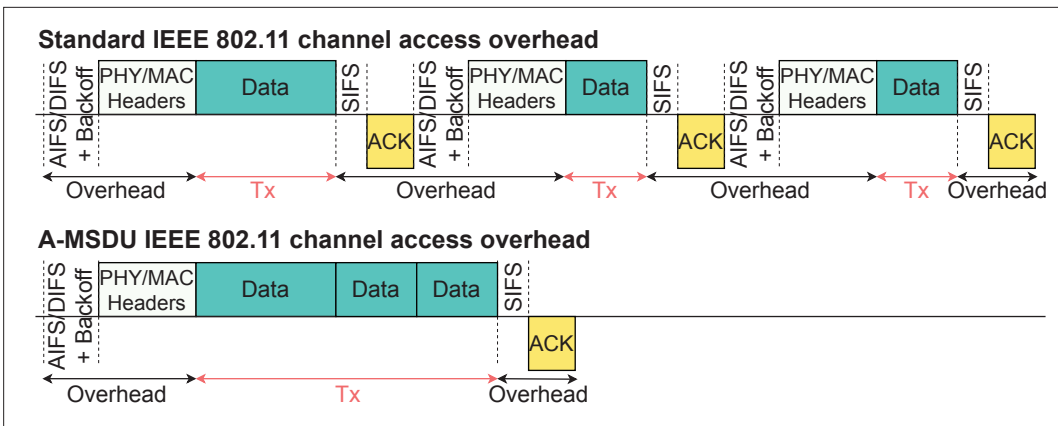 Standard IEEE 802.11 channel access overhead
AIFS/DIFS
+ Backoff
PHY/MAC
Headers
Data
SIFS
ACK
AIFS/DIFS
+ Backoff
PHY/MAC
Headers
Data
SIFS
ACK
AIFS/DIFS
+ Backoff
PHY/MAC
Headers
Data
SIFS
ACK
Overhead
Tx
Overhead
Tx
Overhead
Tx
Overhead
A-MSDU IEEE 802.11 channel access overhead
AIFS/DIFS
+ Backoff
PHY/MAC
Headers
Data
Data
Data
SIFS
ACK
Overhead
Tx
Overhead